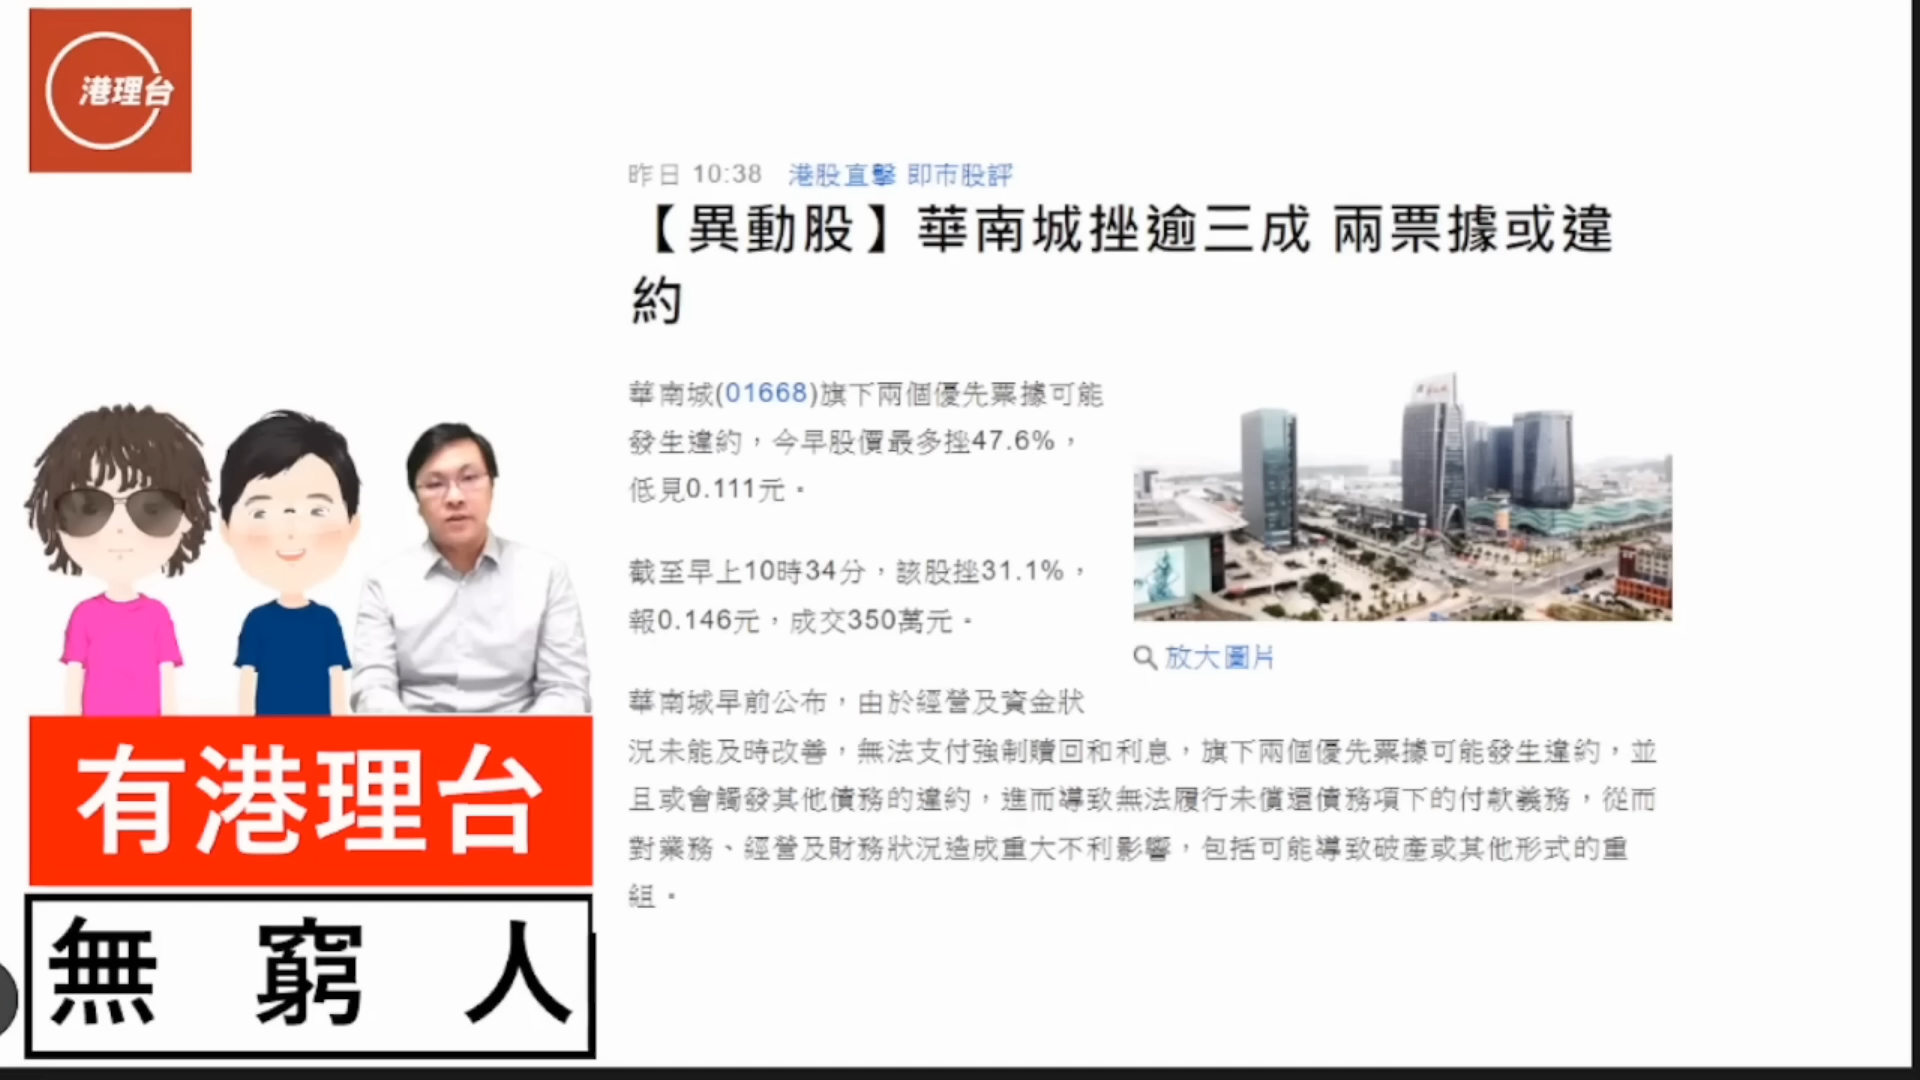 港理台
昨日 10:38 港股直擊 即市股評
【異動股】華南城挫逾三成 兩票據或違
約
華南城(01668)旗下兩個優先票據可能
發生違約，今早股價最多挫47.6%，
低見0.111元。
截至早上10時34分，該股挫31.1%，
報0.146元，成交350萬元。
放大圖片
華南城早前公布，由於經營及資金狀
況未能及時改善，無法支付強制贖回和利息，旗下兩個優先票據可能發生違約，並
且或會觸發其他債務的違約，進而導致無法履行未償還債務項下的付款義務，從而
對業務、經營及財務狀況造成重大不利影響，包括可能導致破產或其他形式的重
組。
有港理台
無窮人